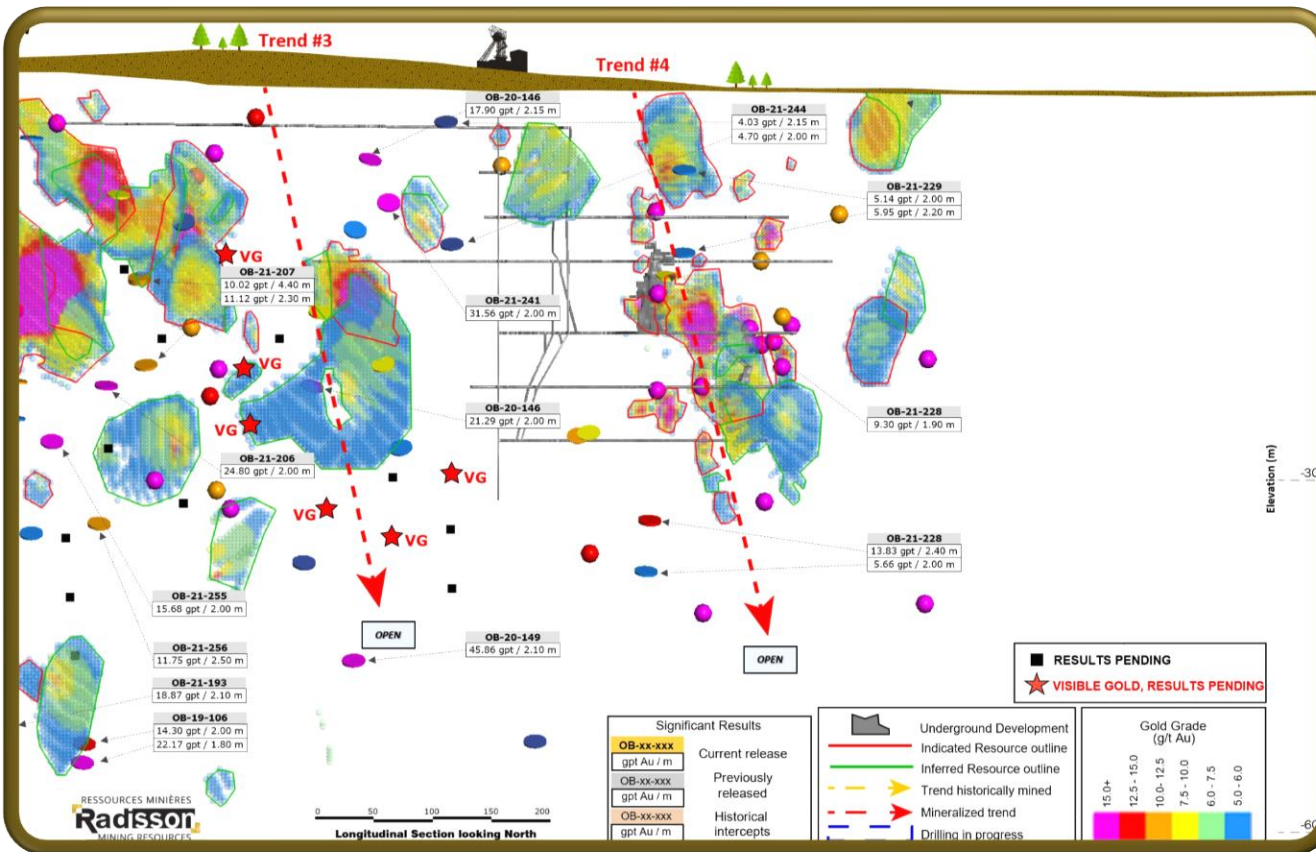 Trend #3
Trend #4
OB-20-146
17.90 gpt / 2.15 m
OB-21-244
4.03 gpt / 2.15 m
4.70 gpt / 2.00 m
OB-21-229
5.14 gpt / 2.00 m
5.95 gpt / 2.20 m
VG
OB-21-207
10.02 gpt / 4.40 m
11.12 gpt / 2.30 m
OB-21-241
31.56 gpt / 2.00 m
VG
OB-20-146
21.29 gpt / 2.00 m
OB-21-228
9.30 gpt / 1.90 m
VG
OB-21-206
24.80 gpt / 2.00 m
VG
VG
VG
Elevation (m)
-30
OB-21-228
13.83 gpt / 2.40 m
5.66 gpt / 2.00 m
OB-21-255
15.68 gpt / 2.00 m
OPEN
OB-20-149
45.86 gpt / 2.10 m
OPEN
OB-21-256
11.75 gpt / 2.50 m
OB-21-193
18.87 gpt / 2.10 m
OB-19-106
14.30 gpt / 2.00 m
22.17 gpt / 1.80 m
RESULTS PENDING
VISIBLE GOLD, RESULTS PENDING
Significant Results
OB-xx-xxx
gpt Au / m
Current release
OB-xx-xxx
gpt Au / m
Previously
released
OB-xx-xxx
gpt Au / m
Historical
intercepts
Underground Development
Indicated Resource outline
Inferred Resource outline
Trend historically mined
Mineralized trend
Drilling in progress
Gold Grade
(g/t Au)
15.0+
12.5 - 15.0
10.0- 12.5
7.5 - 10.0
6.0 - 7.5
5.0 - 6.0
-60
RESSOURCES MINIÈRES
Radisson
MINING RESOURCES
0 50 100 150 200
Longitudinal Section looking North